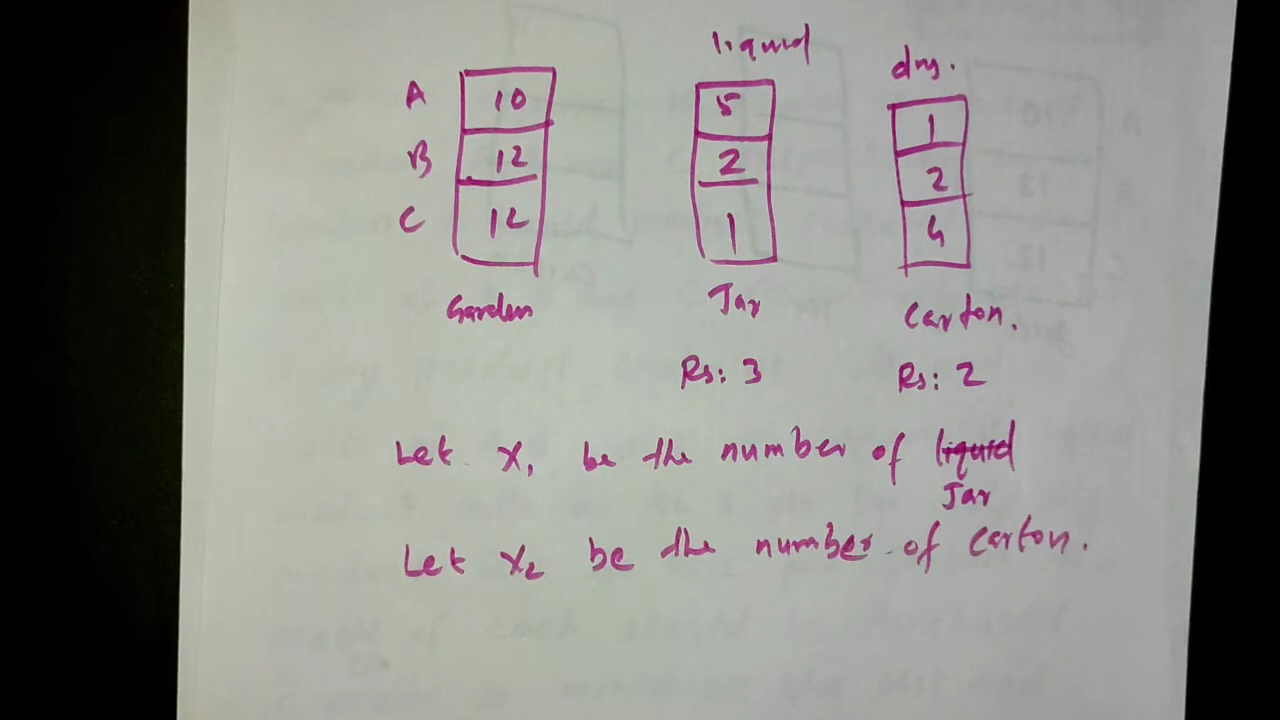 liquid dry.
A 10 5 1
B 12 2 2
C 12 1 4
Garden Jar Carton.
Rs: 3 Rs: 2
Let x₁ be the number of liquid
Jar
Let x₂ be the number of carton.